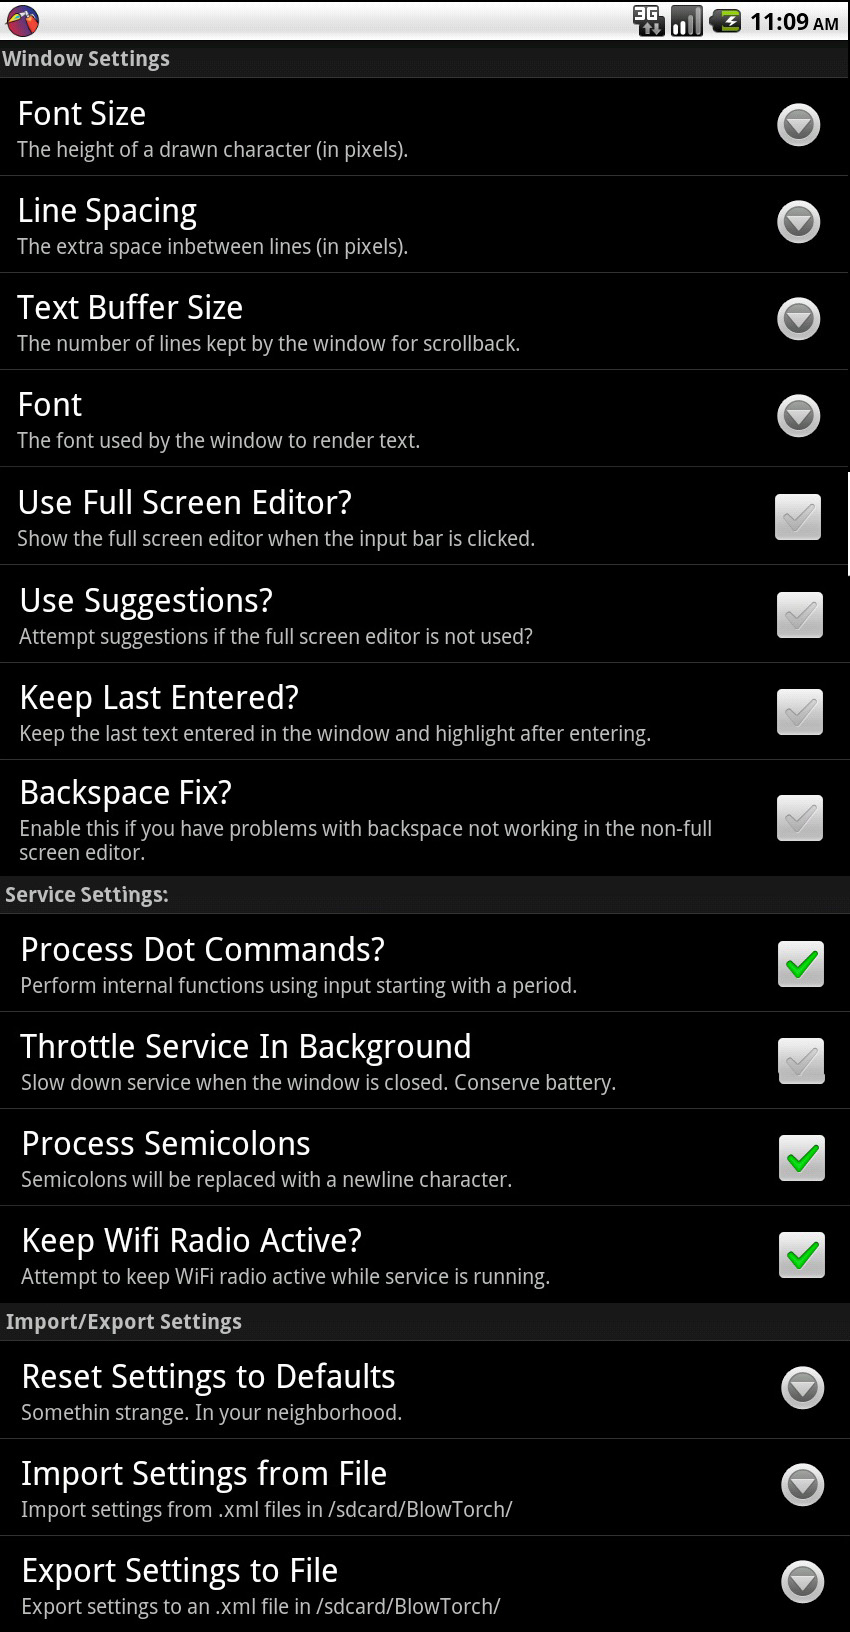 3G 11:09 AM
Window Settings
Font Size
The height of a drawn character (in pixels).
Line Spacing
The extra space inbetween lines (in pixels).
Text Buffer Size
The number of lines kept by the window for scrollback.
Font
The font used by the window to render text.
Use Full Screen Editor?
Show the full screen editor when the input bar is clicked.
Use Suggestions?
Attempt suggestions if the full screen editor is not used?
Keep Last Entered?
Keep the last text entered in the window and highlight after entering.
Backspace Fix?
Enable this if you have problems with backspace not working in the non-full
screen editor.
Service Settings:
Process Dot Commands?
Perform internal functions using input starting with a period.
Throttle Service In Background
Slow down service when the window is closed. Conserve battery.
Process Semicolons
Semicolons will be replaced with a newline character.
Keep Wifi Radio Active?
Attempt to keep WiFi radio active while service is running.
Import/Export Settings
Reset Settings to Defaults
Somethin strange. In your neighborhood.
Import Settings from File
Import settings from .xml files in /sdcard/BlowTorch/
Export Settings to File
Export settings to an .xml file in /sdcard/BlowTorch/